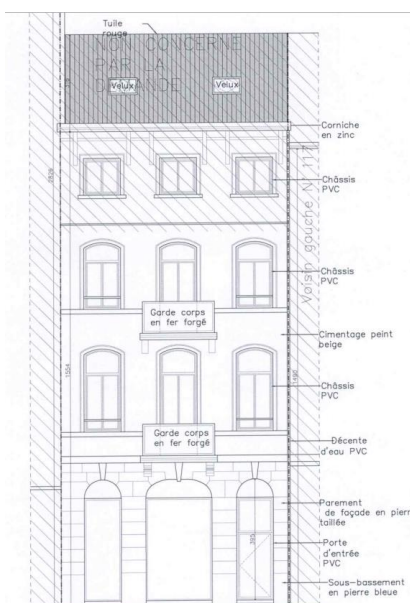 Tuile
rouge
NON CONCERNE
PAR LA
DEMANDE
Velux
Velux
Corniche
en zinc
Châssis
PVC
Voisin gauche N° 117
Châssis
PVC
Garde corps
en fer forgé
Cimentage peint
beige
Châssis
PVC
Garde corps
en fer forgé
Décente
d'eau PVC
Parement
de façade en pierre
taillée
Porte
d'entrée
PVC
Sous-bassement
en pierre bleue